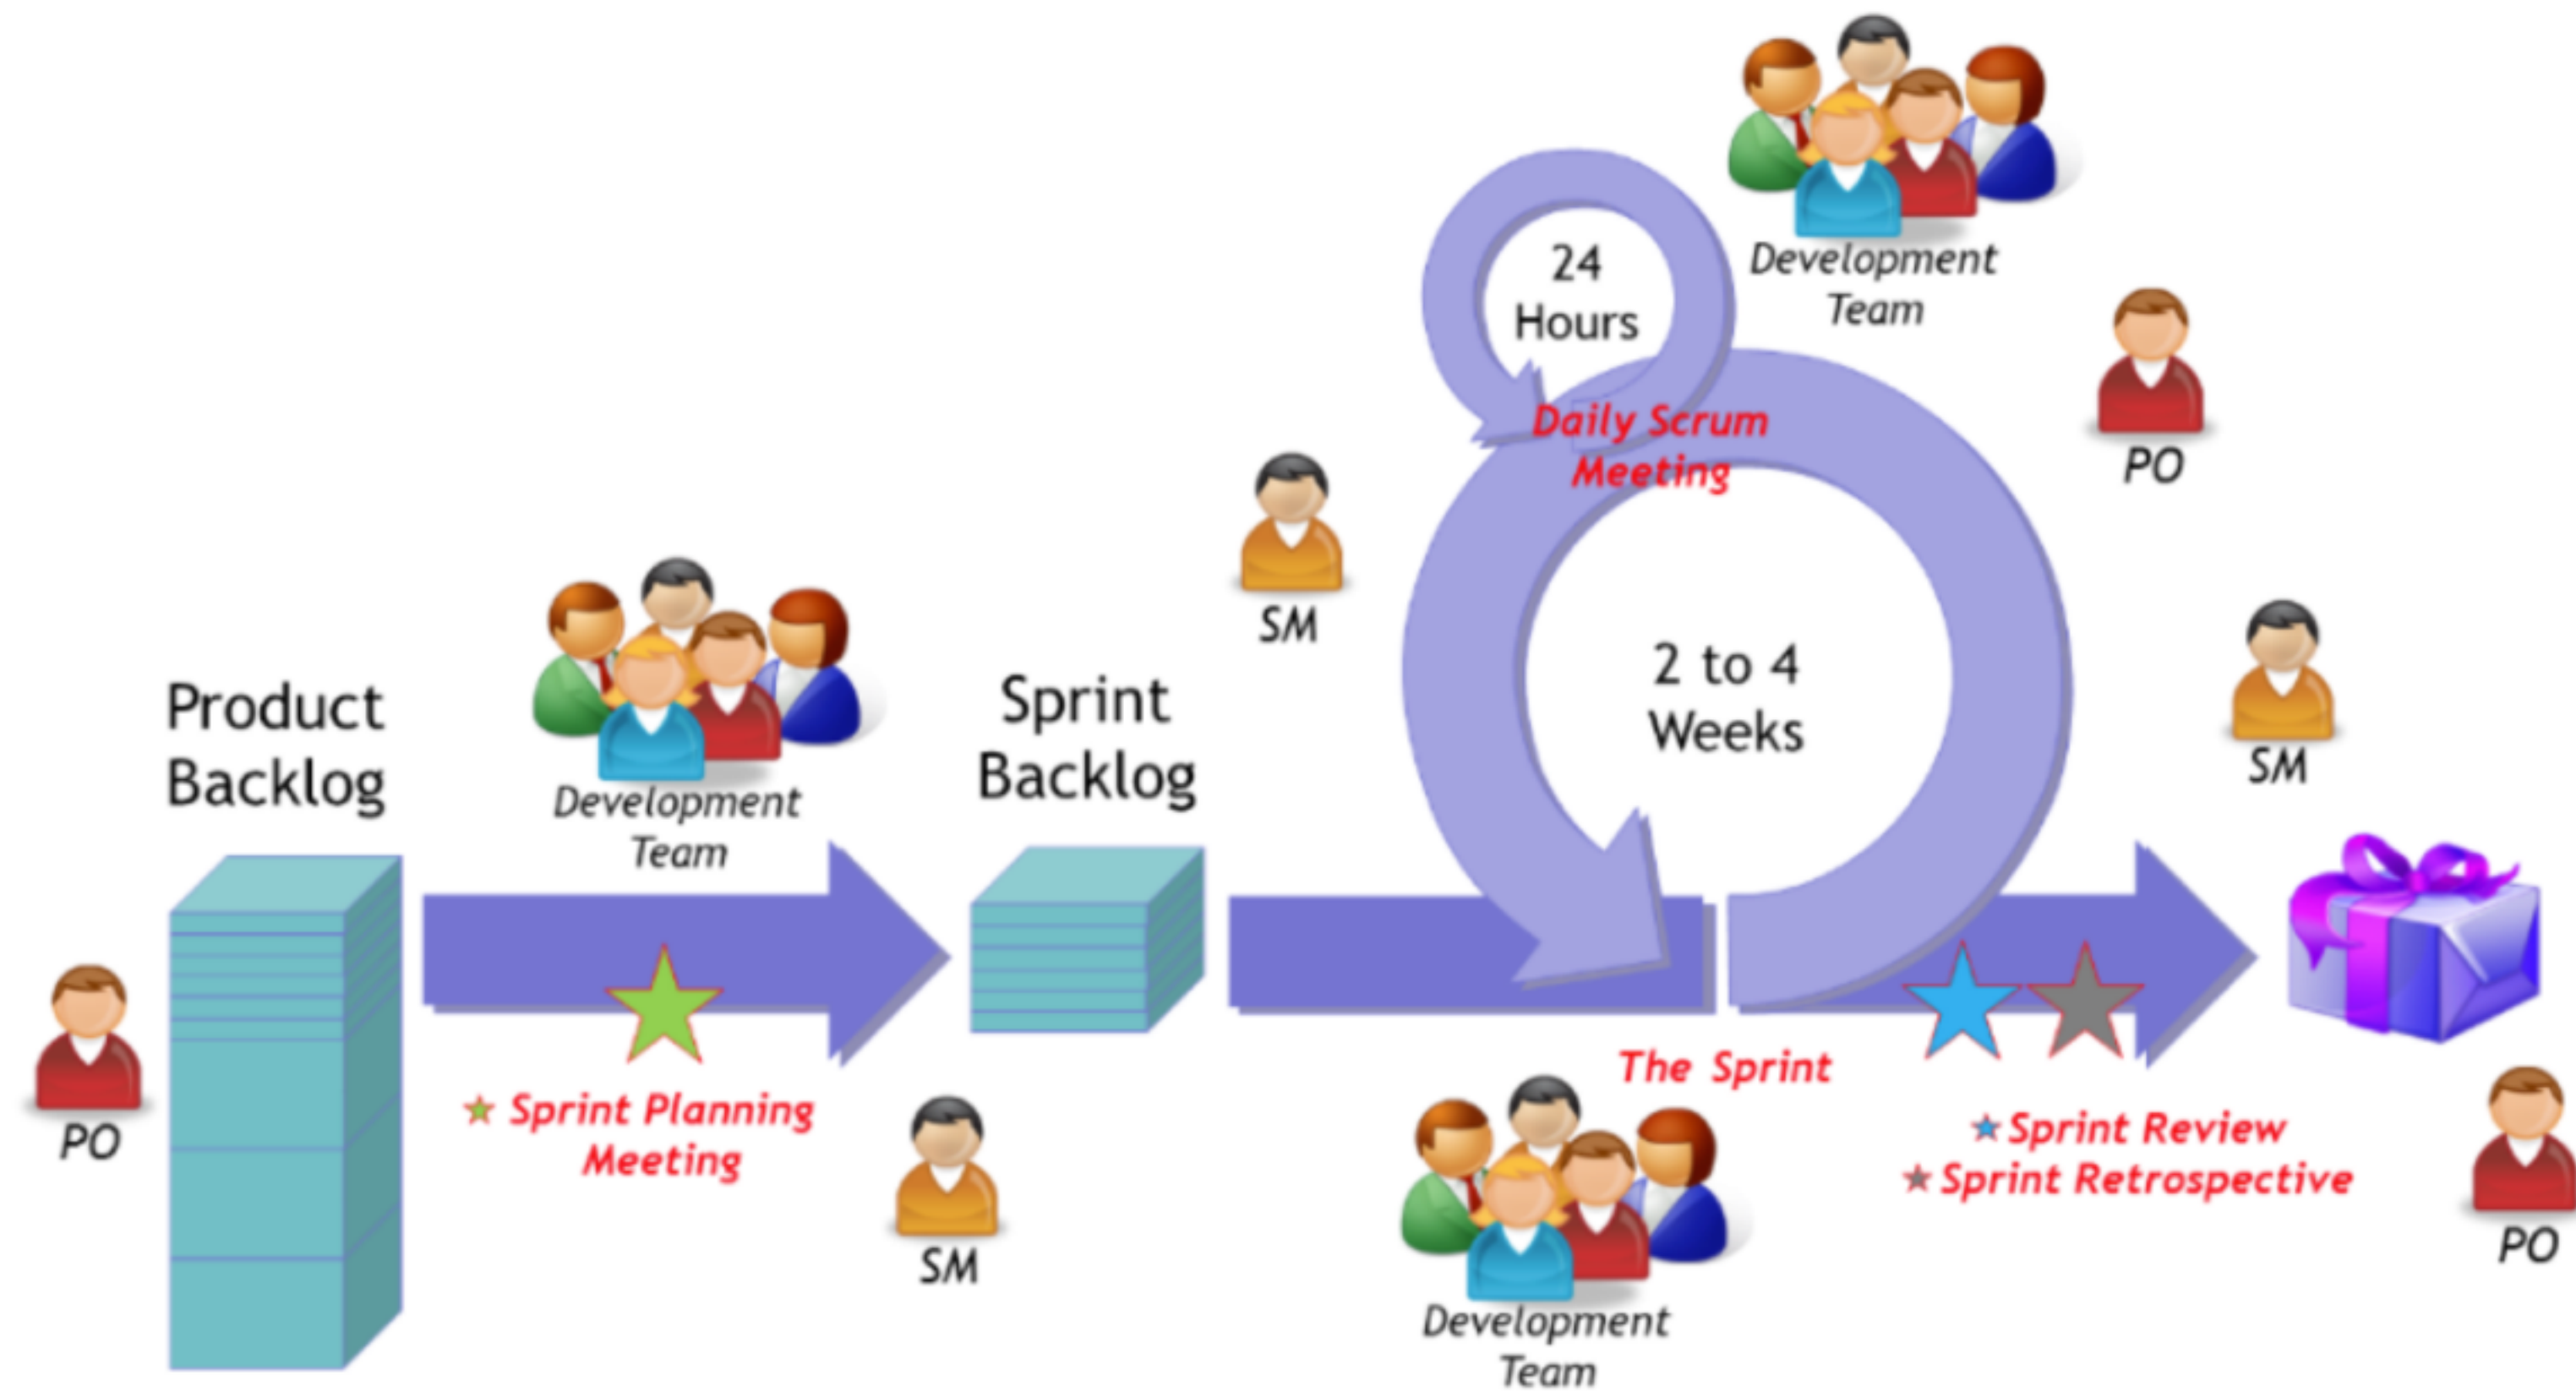 Product
Backlog
PO
Development
Team
Sprint Planning
Meeting
SM
Sprint
Backlog
SM
24
Hours
Daily Scrum
Meeting
2 to 4
Weeks
Development
Team
PO
SM
The Sprint
Development
Team
Sprint Review
Sprint Retrospective
PO